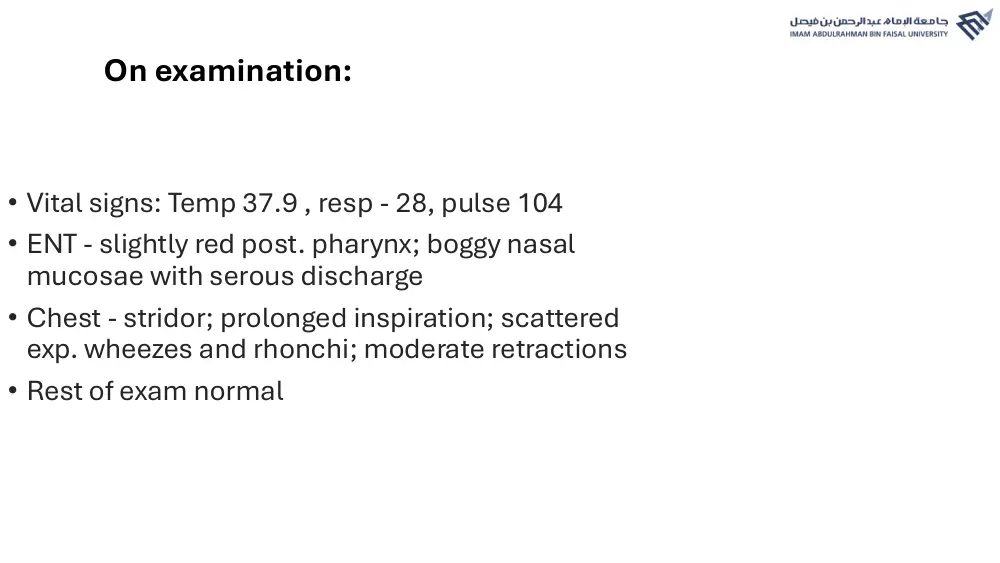 جامعة الإمام عبدالرحمن بن فيصل
IMAM ABDULRAHMAN BIN FAISAL UNIVERSITY
On examination:
• Vital signs: Temp 37.9 , resp - 28, pulse 104
• ENT - slightly red post. pharynx; boggy nasal
mucosae with serous discharge
• Chest - stridor; prolonged inspiration; scattered
exp. wheezes and rhonchi; moderate retractions
• Rest of exam normal